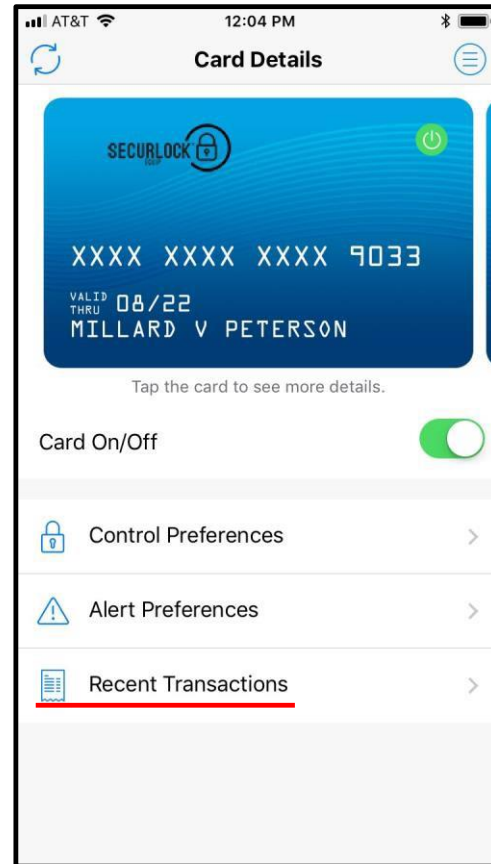 AT&T 12:04 PM
Card Details
SECURLOCK
XXXX XXXX XXXX 9033
VALID
THRU 08/22
MILLARD V PETERSON
Tap the card to see more details.
Card On/Off
Control Preferences
Alert Preferences
Recent Transactions